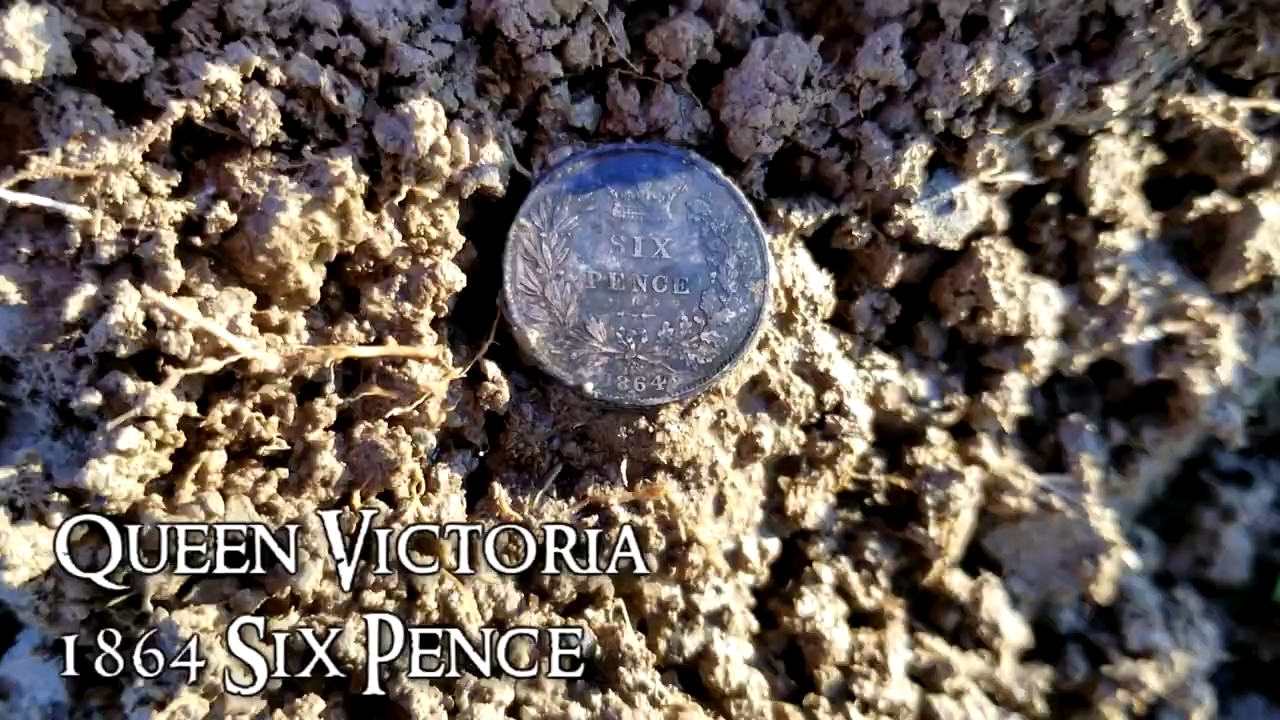 SIX
PENCE
1864
QUEEN VICTORIA
1864 SIX PENCE